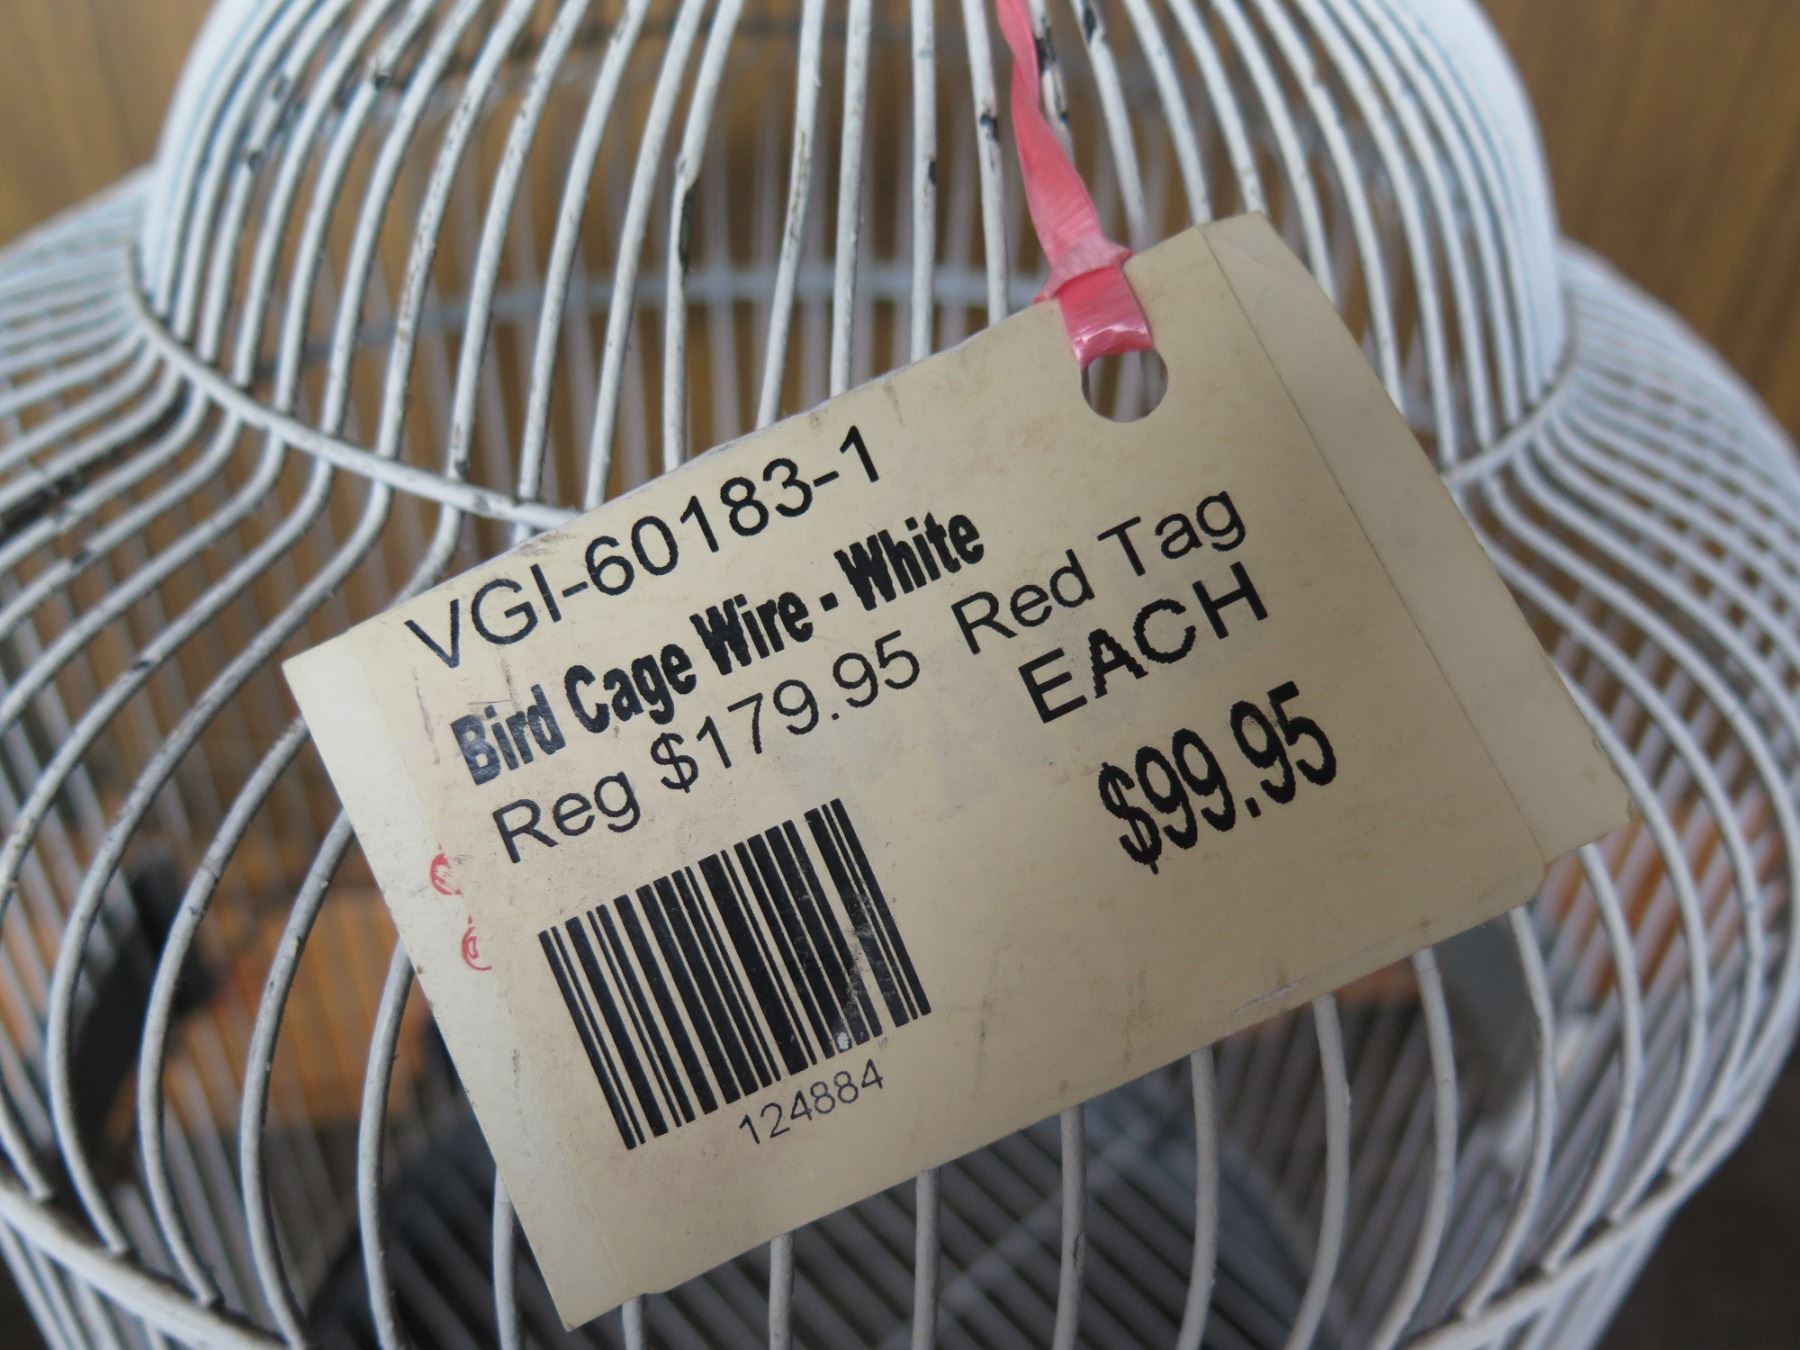 VGI-60183-1
Bird Cage Wire - White
Reg $179.95 Red Tag
EACH
$99.95
124884